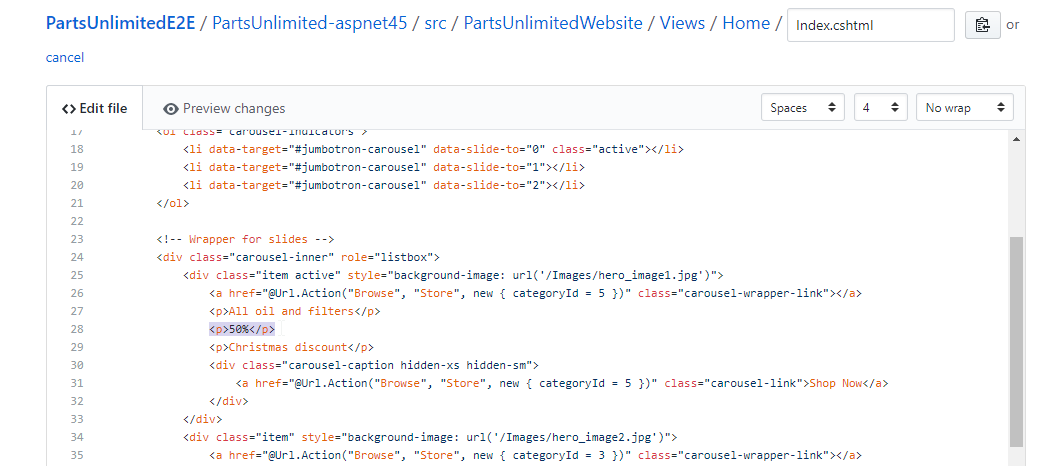 PartsUnlimitedE2E / PartsUnlimited-aspnet45 / src / PartsUnlimitedWebsite / Views / Home / Index.cshtml or
cancel
<> Edit file Preview changes Spaces 4 No wrap
17 <ol class="carousel-indicators">
18 <li data-target="#jumbotron-carousel" data-slide-to="0" class="active"></li>
19 <li data-target="#jumbotron-carousel" data-slide-to="1"></li>
20 <li data-target="#jumbotron-carousel" data-slide-to="2"></li>
21 </ol>
22
23 <!-- Wrapper for slides -->
24 <div class="carousel-inner" role="listbox">
25 <div class="item active" style="background-image: url('/Images/hero_image1.jpg')">
26 <a href="@Url.Action("Browse", "Store", new { categoryId = 5 })" class="carousel-wrapper-link"></a>
27 <p>All oil and filters</p>
28 <p>50%</p>
29 <p>Christmas discount</p>
30 <div class="carousel-caption hidden-xs hidden-sm">
31 <a href="@Url.Action("Browse", "Store", new { categoryId = 5 })" class="carousel-link">Shop Now</a>
32 </div>
33 </div>
34 <div class="item" style="background-image: url('/Images/hero_image2.jpg')">
35 <a href="@Url.Action("Browse", "Store", new { categoryId = 3 })" class="carousel-wrapper-link"></a>